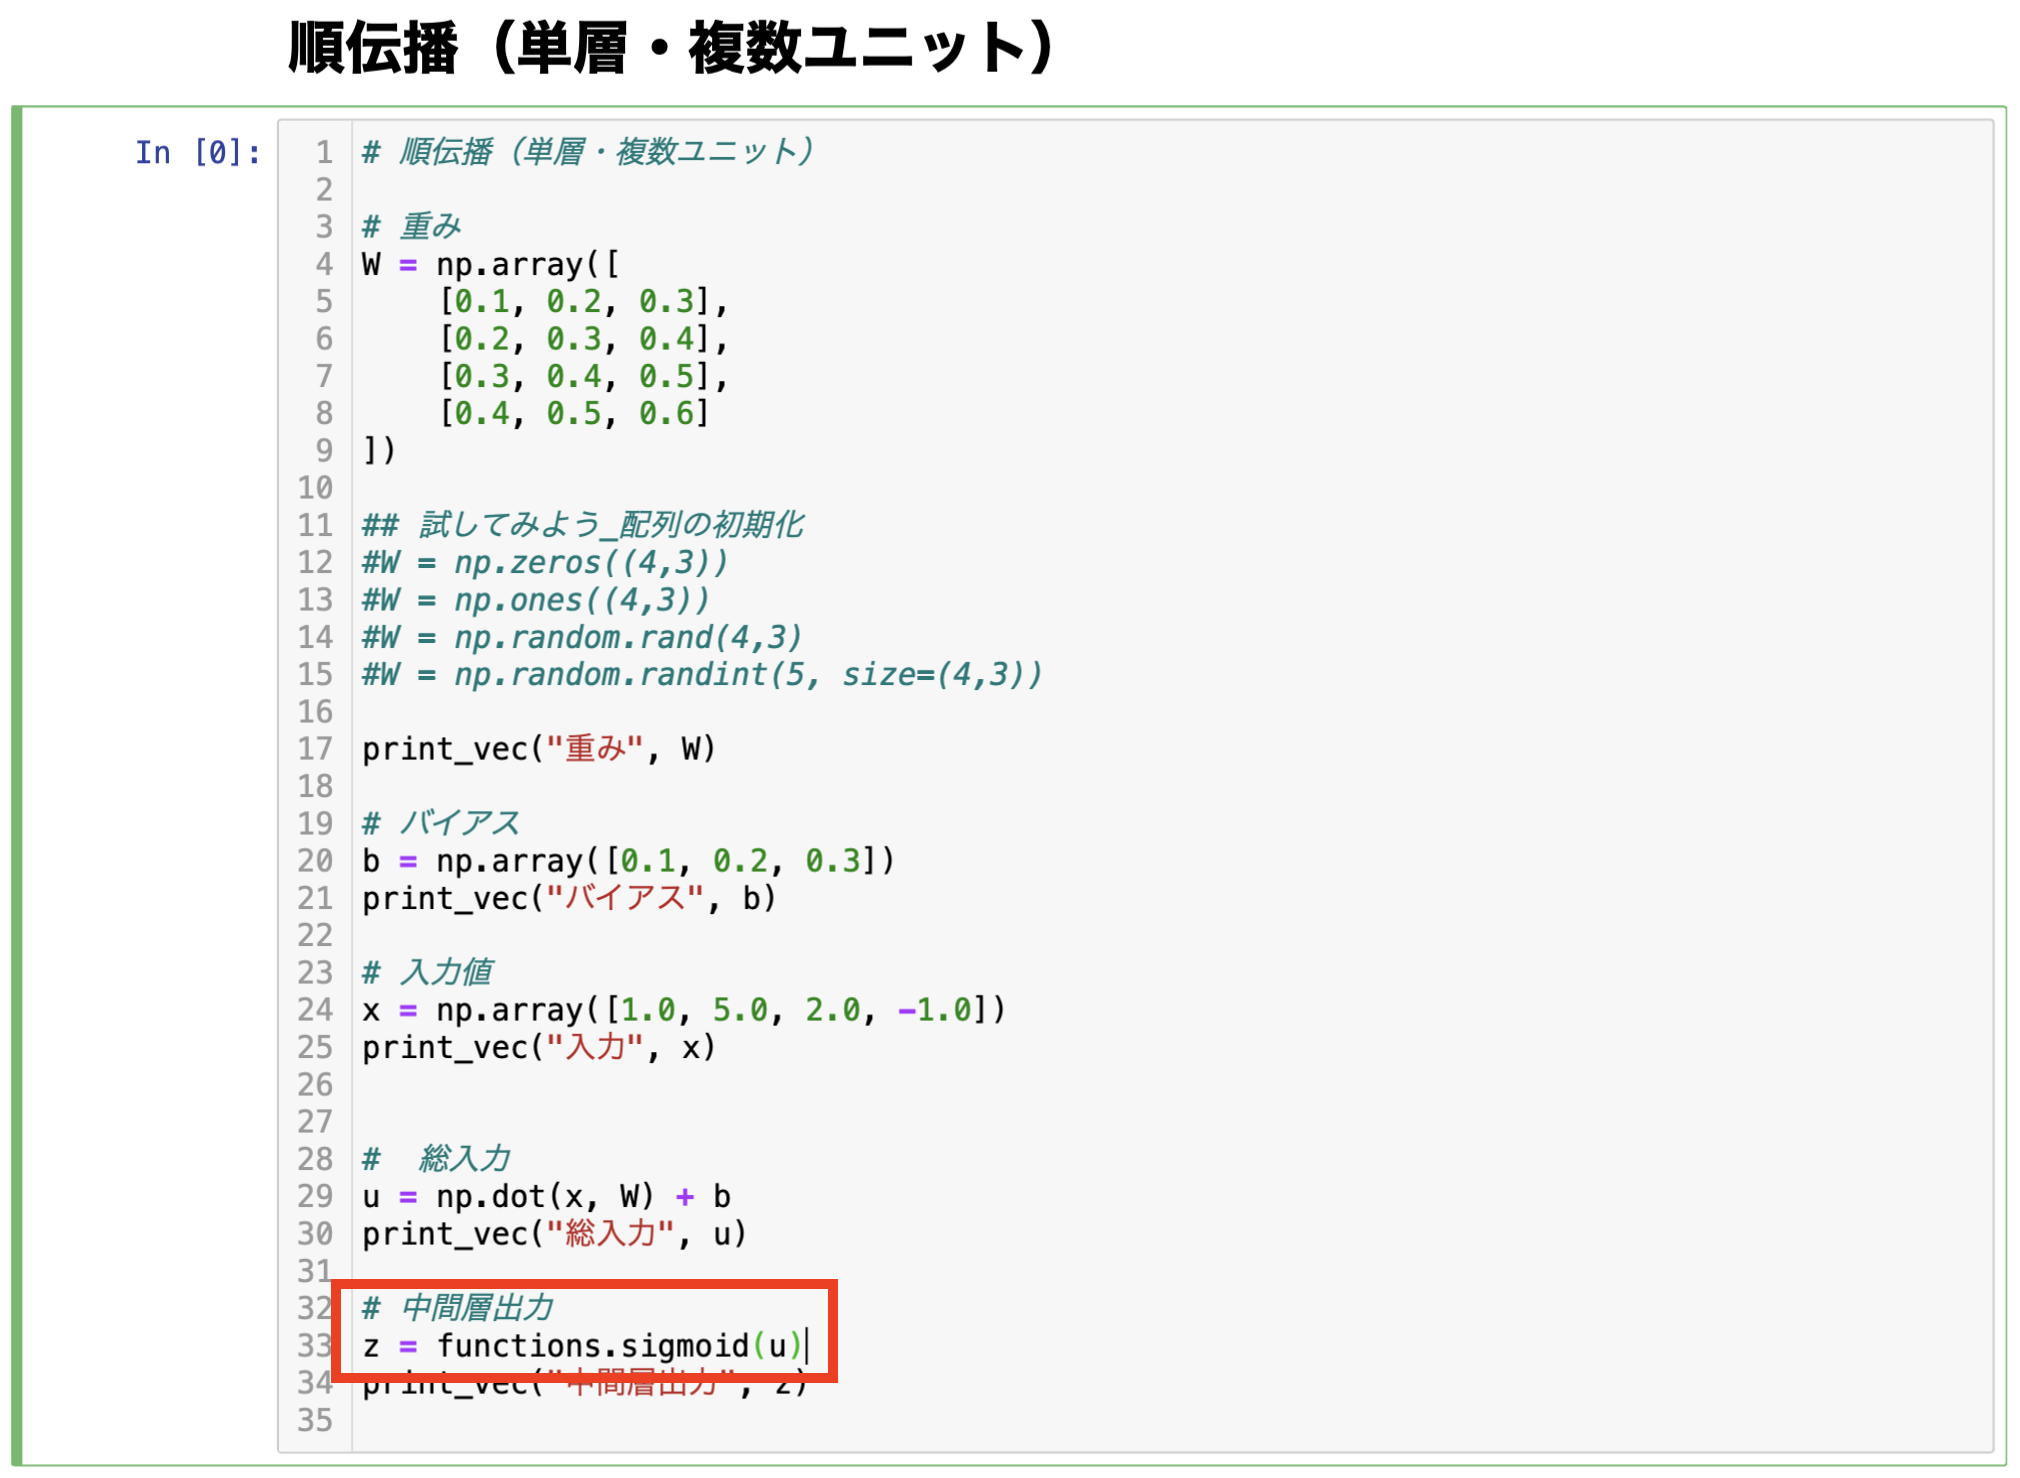 順伝播（単層・複数ユニット）
In [0]:
1 # 順伝播（単層・複数ユニット）
2
3 # 重み
4 W = np.array([
5     [0.1, 0.2, 0.3],
6     [0.2, 0.3, 0.4],
7     [0.3, 0.4, 0.5],
8     [0.4, 0.5, 0.6]
9 ])
10
11 ## 試してみよう_配列の初期化
12 #W = np.zeros((4,3))
13 #W = np.ones((4,3))
14 #W = np.random.rand(4,3)
15 #W = np.random.randint(5, size=(4,3))
16
17 print_vec("重み", W)
18
19 # バイアス
20 b = np.array([0.1, 0.2, 0.3])
21 print_vec("バイアス", b)
22
23 # 入力値
24 x = np.array([1.0, 5.0, 2.0, -1.0])
25 print_vec("入力", x)
26
27
28 #  総入力
29 u = np.dot(x, W) + b
30 print_vec("総入力", u)
31
32 # 中間層出力
33 z = functions.sigmoid(u)
34 print_vec("中間層出力", z)
35